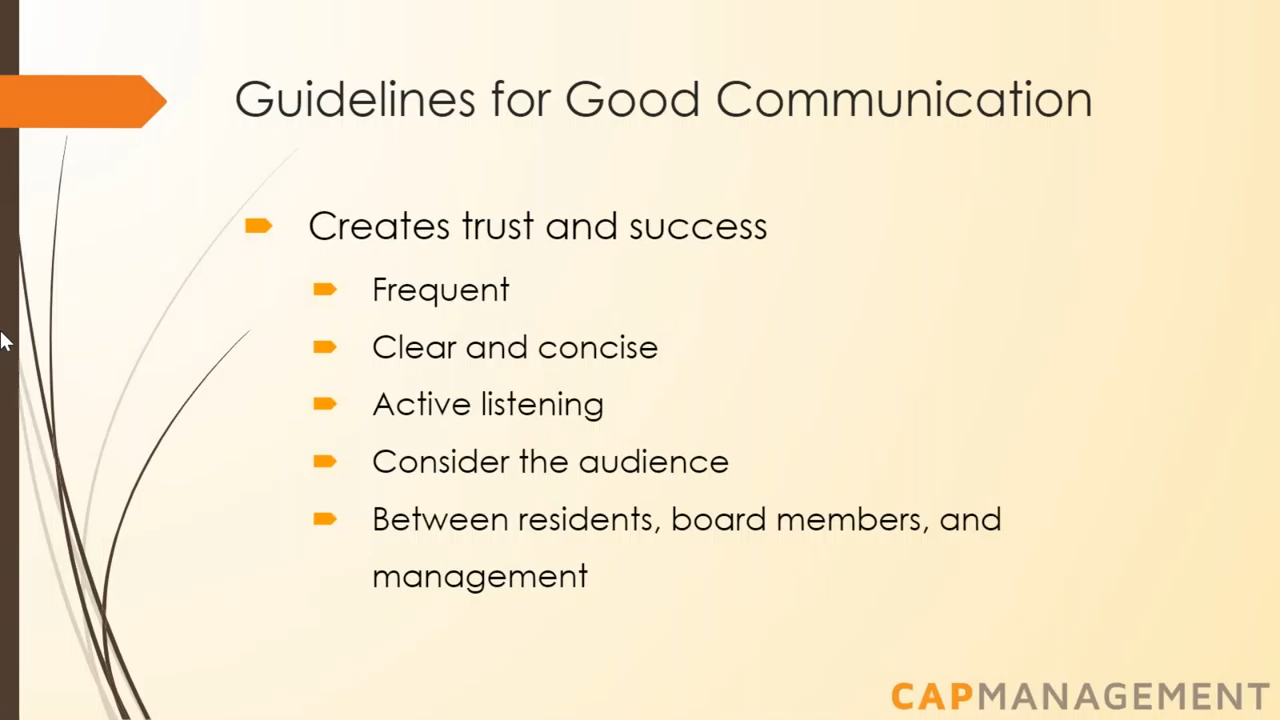 Guidelines for Good Communication
Creates trust and success
Frequent
Clear and concise
Active listening
Consider the audience
Between residents, board members, and
management
CAPMANAGEMENT